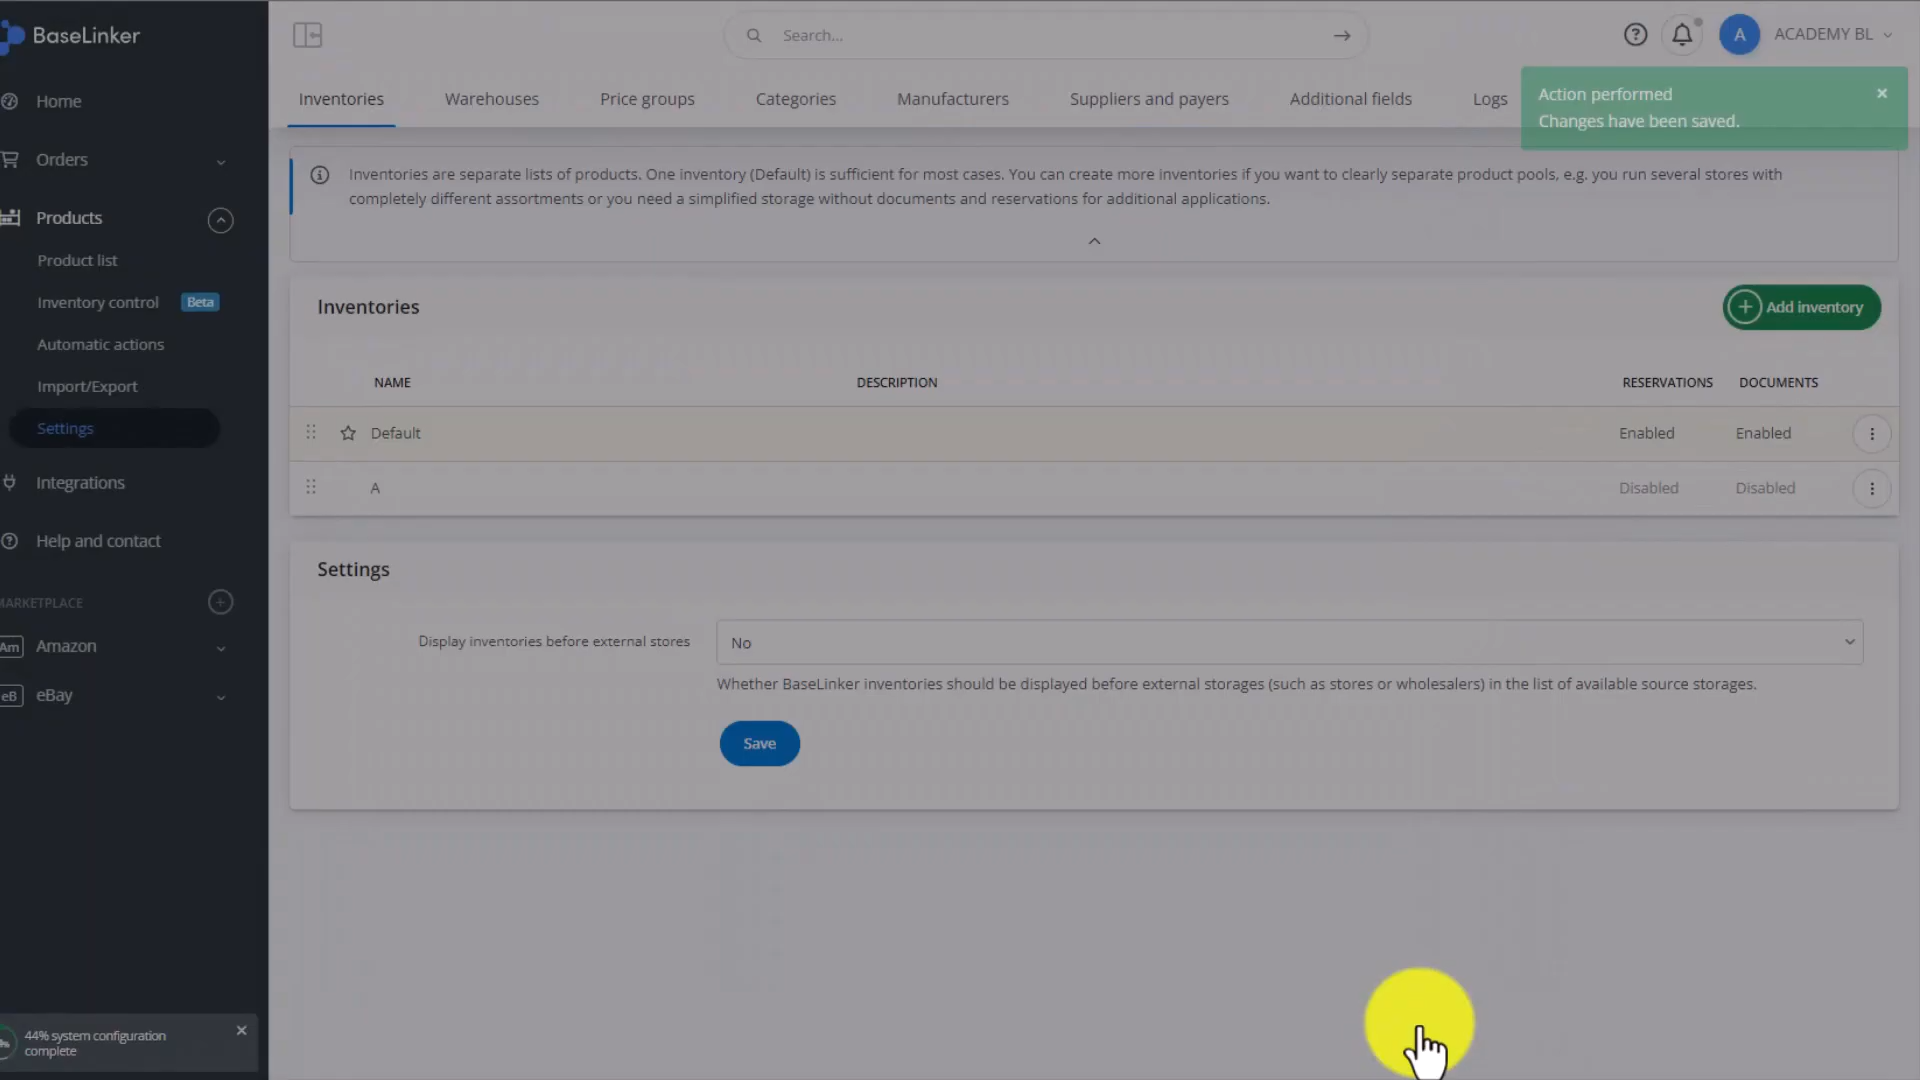 BaseLinker
Search...
A
ACADEMY BL
Home
Orders
Products
Product list
Inventory control Beta
Automatic actions
Import/Export
Settings
Integrations
Help and contact
MARKETPLACE
Am Amazon
eB eBay
44% system configuration
complete
Inventories Warehouses Price groups Categories Manufacturers Suppliers and payers Additional fields Logs
Action performed
Changes have been saved.
Inventories are separate lists of products. One inventory (Default) is sufficient for most cases. You can create more inventories if you want to clearly separate product pools, e.g. you run several stores with
completely different assortments or you need a simplified storage without documents and reservations for additional applications.
Inventories
Add inventory
NAME DESCRIPTION RESERVATIONS DOCUMENTS
Default Enabled Enabled
A Disabled Disabled
Settings
Display inventories before external stores No
Whether BaseLinker inventories should be displayed before external storages (such as stores or wholesalers) in the list of available source storages.
Save